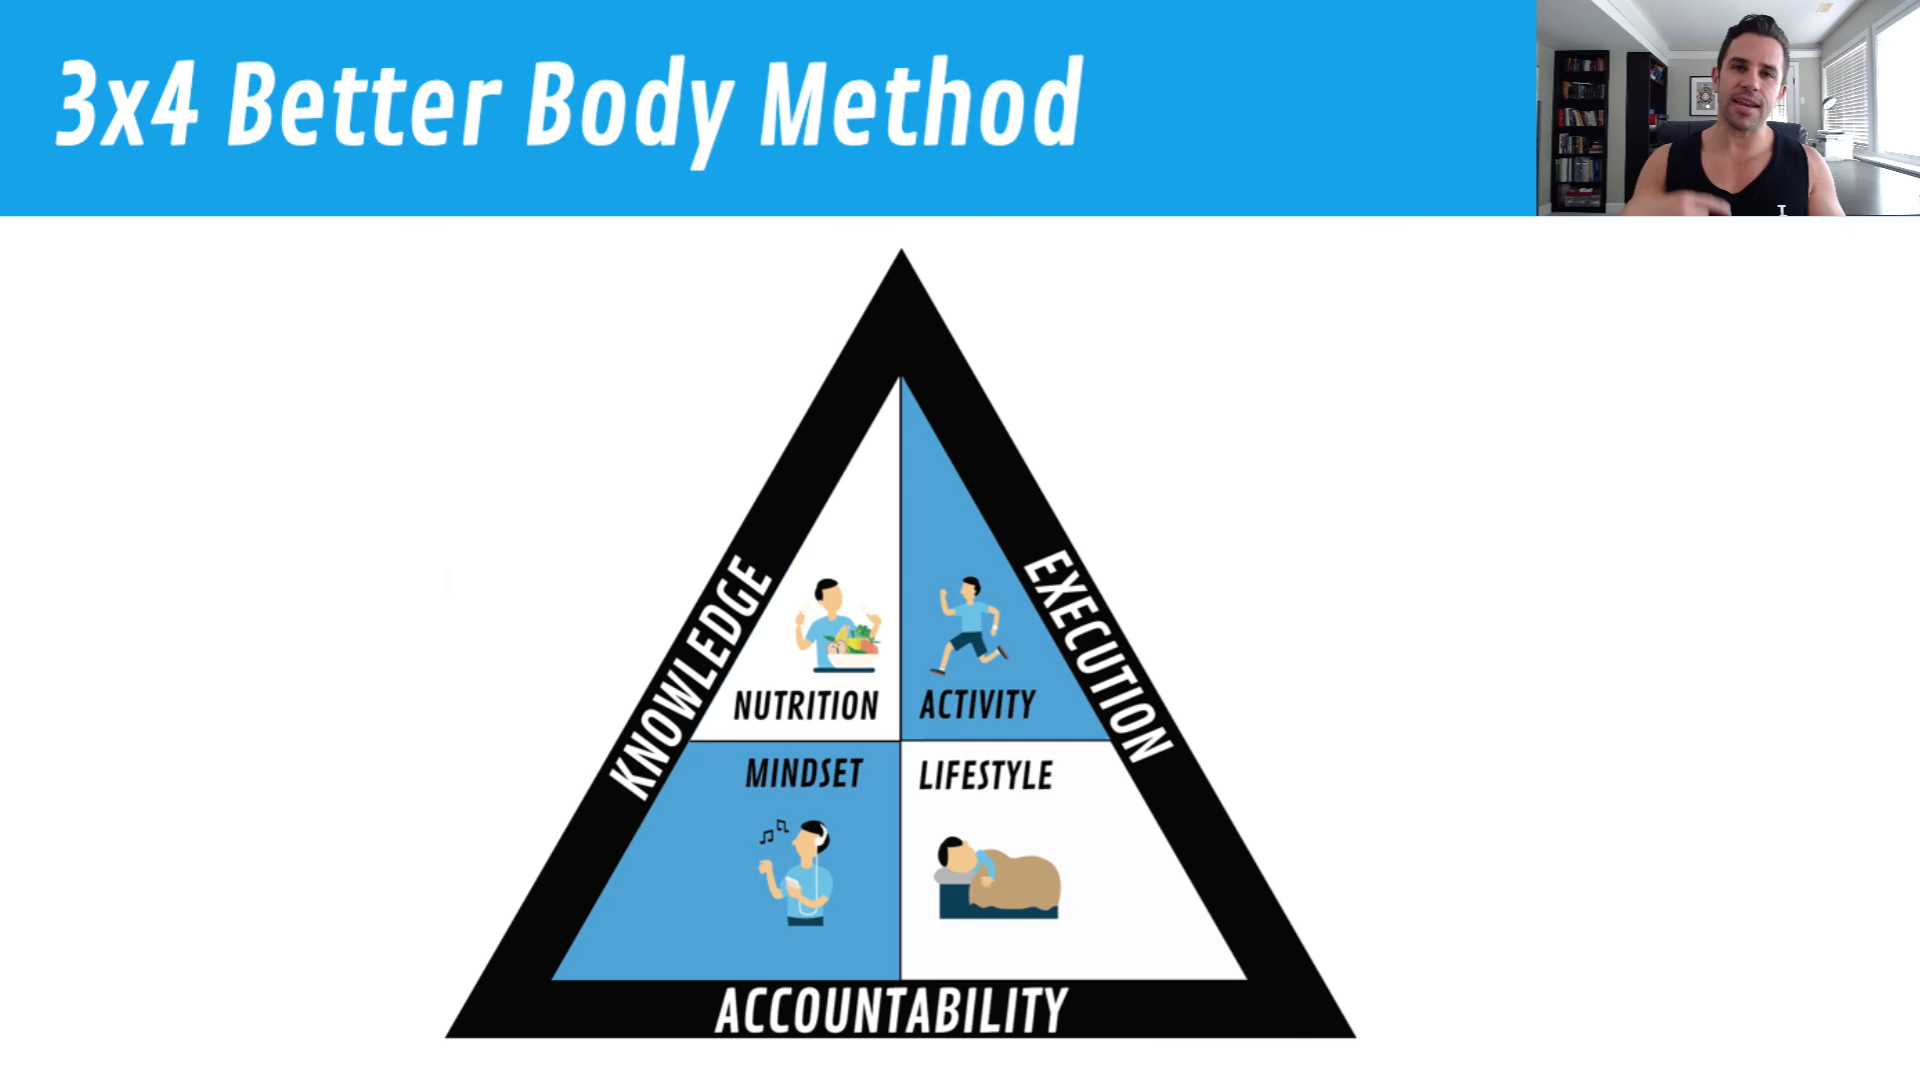 3x4 Better Body Method
KNOWLEDGE
EXECUTION
NUTRITION
ACTIVITY
MINDSET
LIFESTYLE
ACCOUNTABILITY